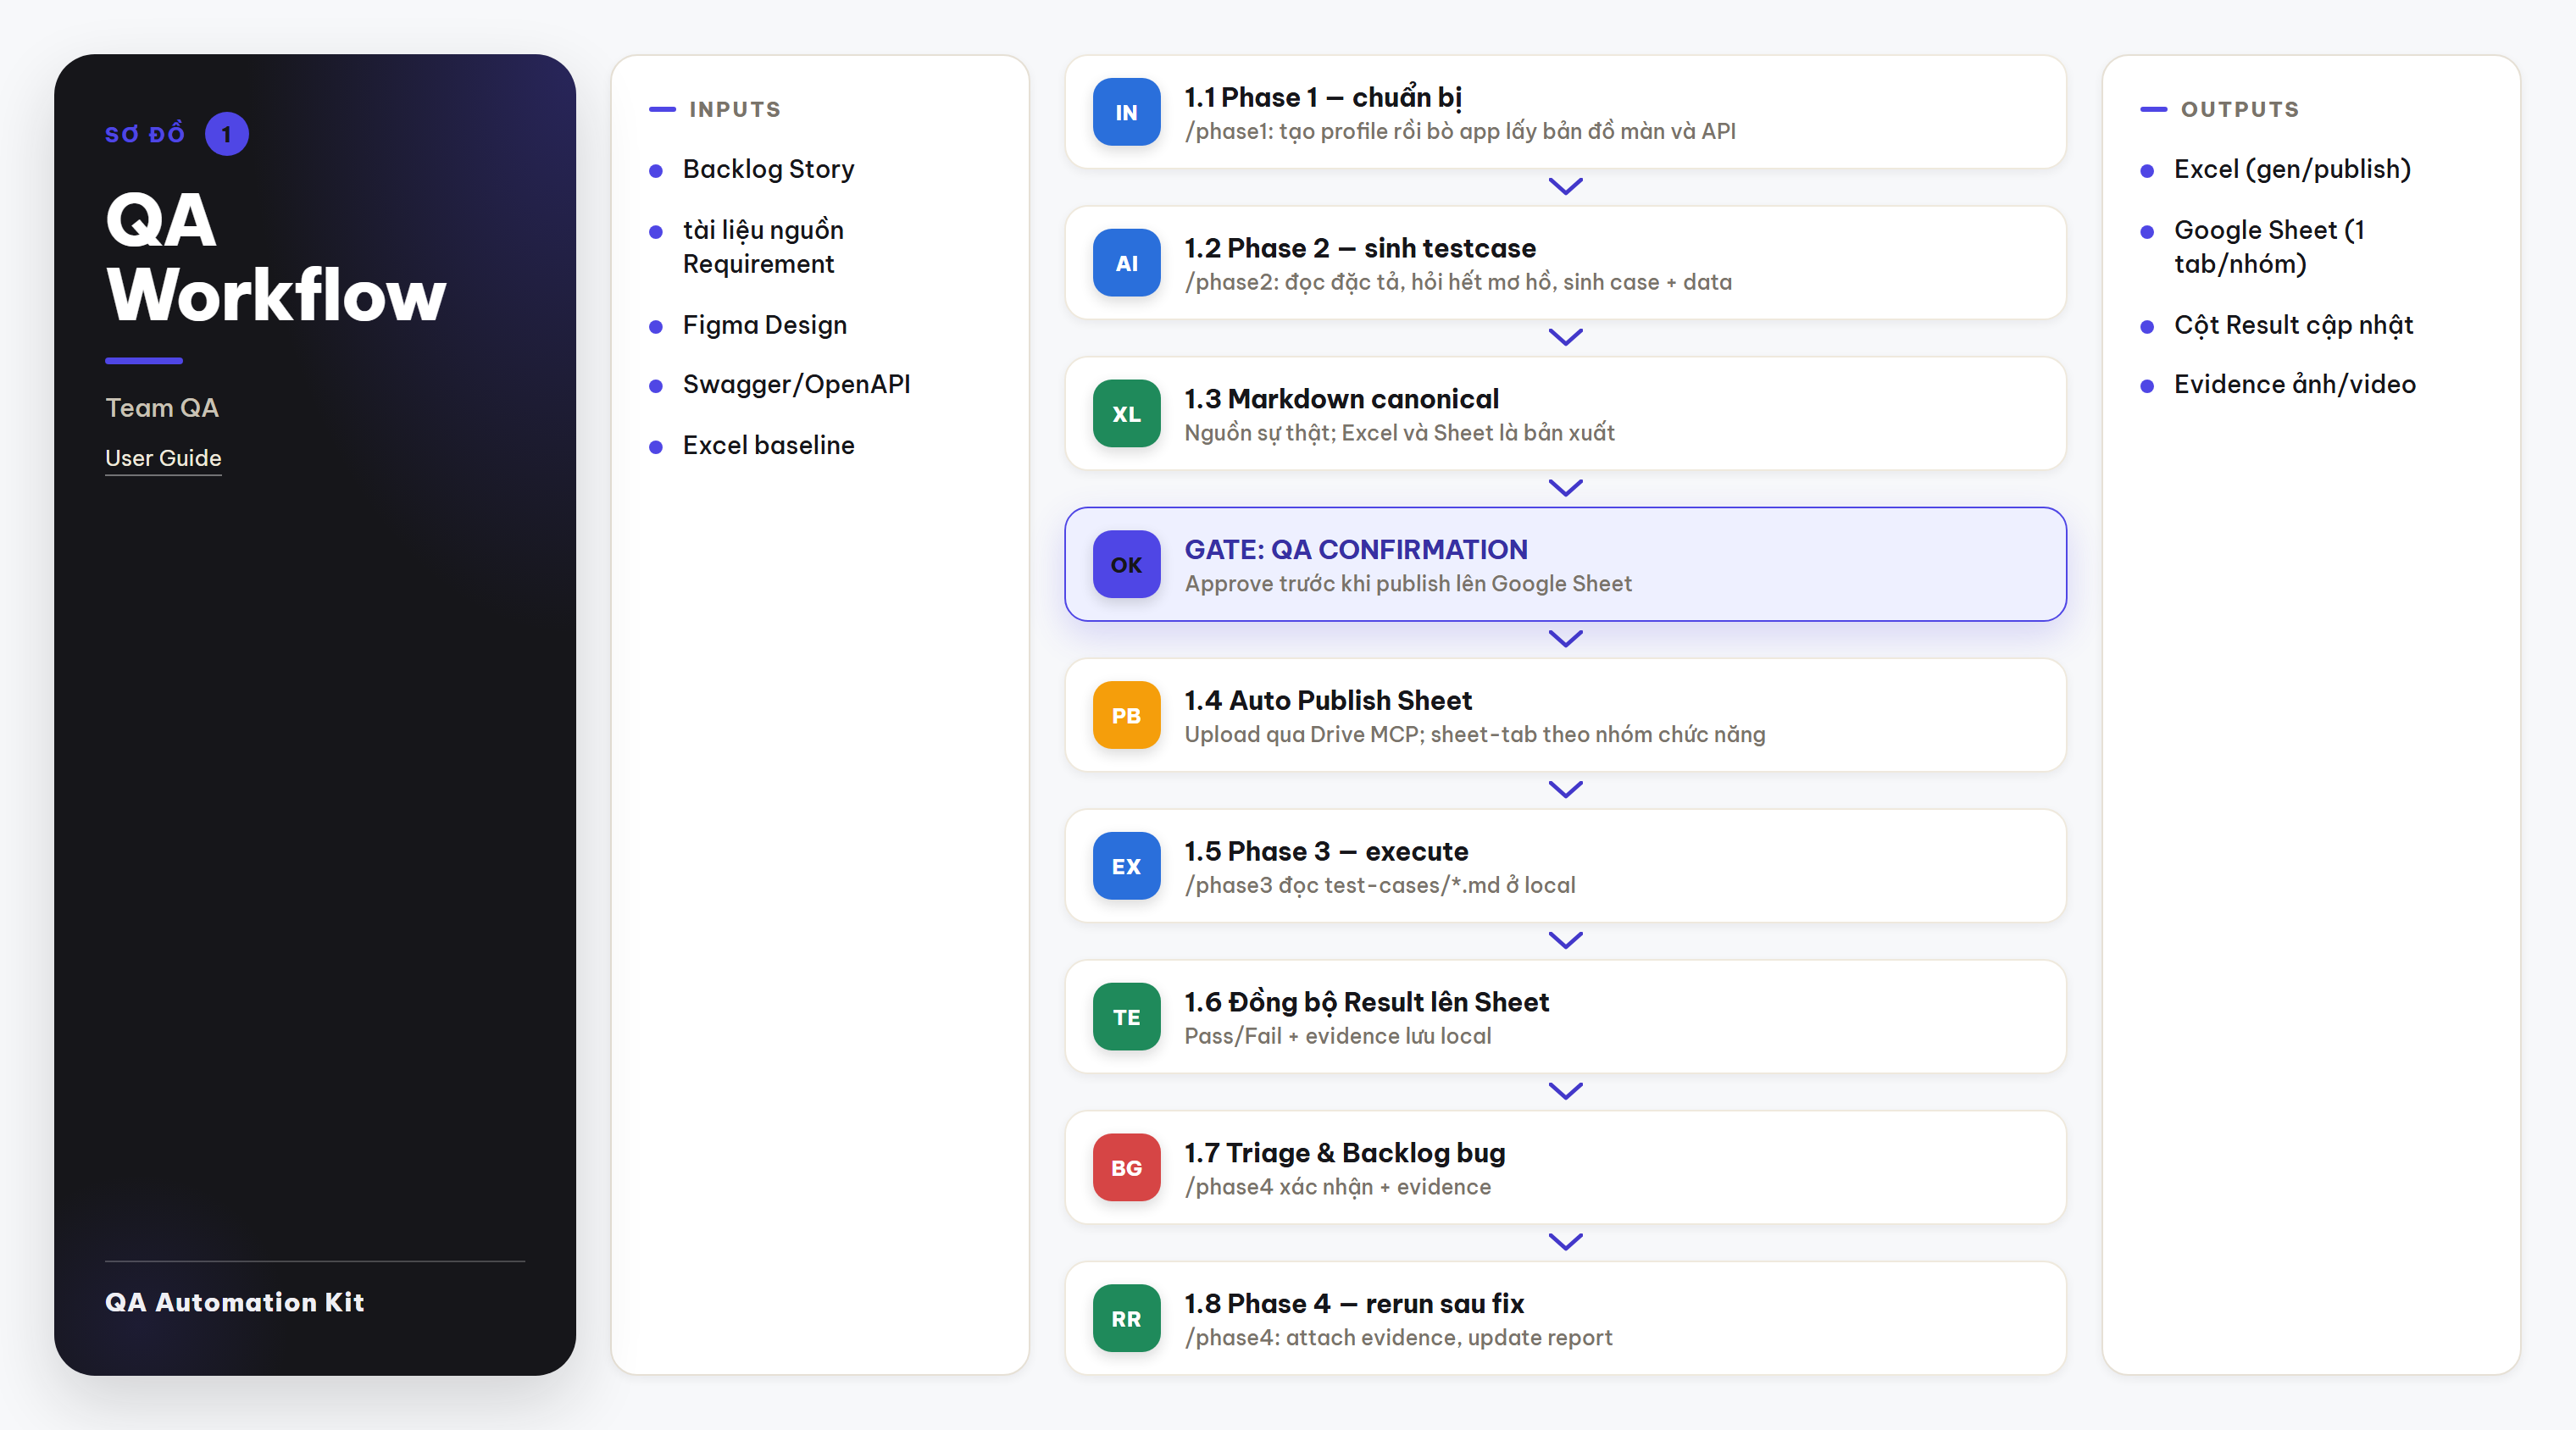 SƠ ĐỒ 1
QA
Workflow
Team QA
User Guide
QA Automation Kit
INPUTS
Backlog Story
tài liệu nguồn
Requirement
Figma Design
Swagger/OpenAPI
Excel baseline
IN
1.1 Phase 1 — chuẩn bị
/phase1: tạo profile rồi bò app lấy bản đồ màn và API
AI
1.2 Phase 2 — sinh testcase
/phase2: đọc đặc tả, hỏi hết mơ hồ, sinh case + data
XL
1.3 Markdown canonical
Nguồn sự thật; Excel và Sheet là bản xuất
OK
GATE: QA CONFIRMATION
Approve trước khi publish lên Google Sheet
PB
1.4 Auto Publish Sheet
Upload qua Drive MCP; sheet-tab theo nhóm chức năng
EX
1.5 Phase 3 — execute
/phase3 đọc test-cases/*.md ở local
TE
1.6 Đồng bộ Result lên Sheet
Pass/Fail + evidence lưu local
BG
1.7 Triage & Backlog bug
/phase4 xác nhận + evidence
RR
1.8 Phase 4 — rerun sau fix
/phase4: attach evidence, update report
OUTPUTS
Excel (gen/publish)
Google Sheet (1
tab/nhóm)
Cột Result cập nhật
Evidence ảnh/video